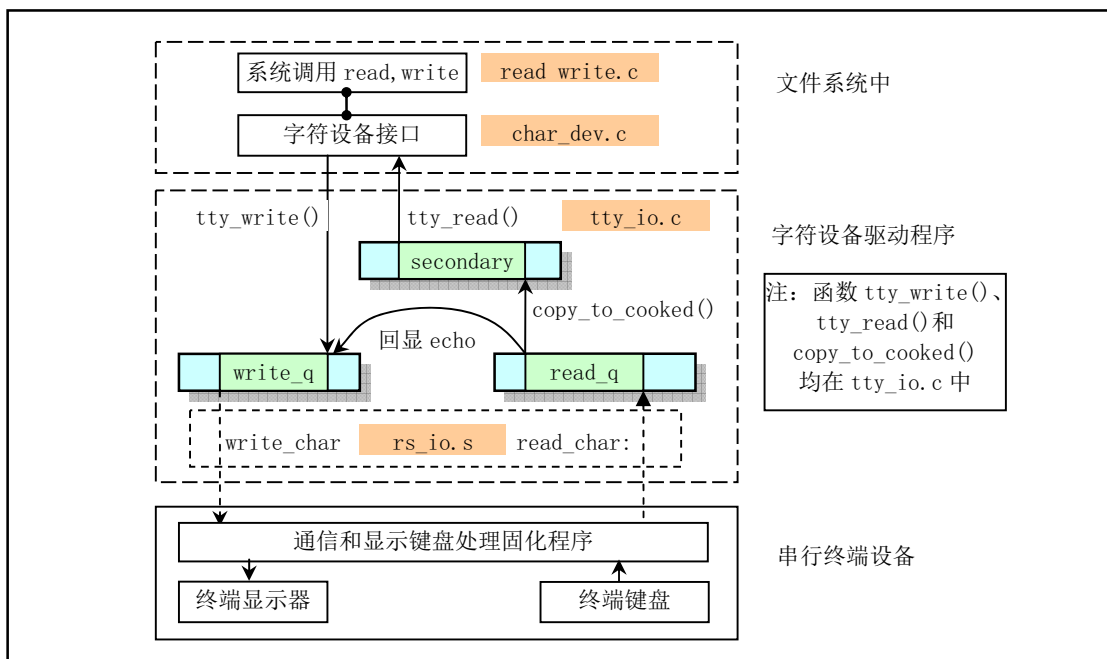 系统调用 read,write
read write.c
文件系统中
字符设备接口
char_dev.c
tty_write()
tty_read()
tty_io.c
字符设备驱动程序
secondary
copy_to_cooked()
回显 echo
write_q
read_q
注：函数 tty_write()、
tty_read()和
copy_to_cooked()
均在 tty_io.c 中
write_char
rs_io.s
read_char:
通信和显示键盘处理固化程序
串行终端设备
终端显示器
终端键盘